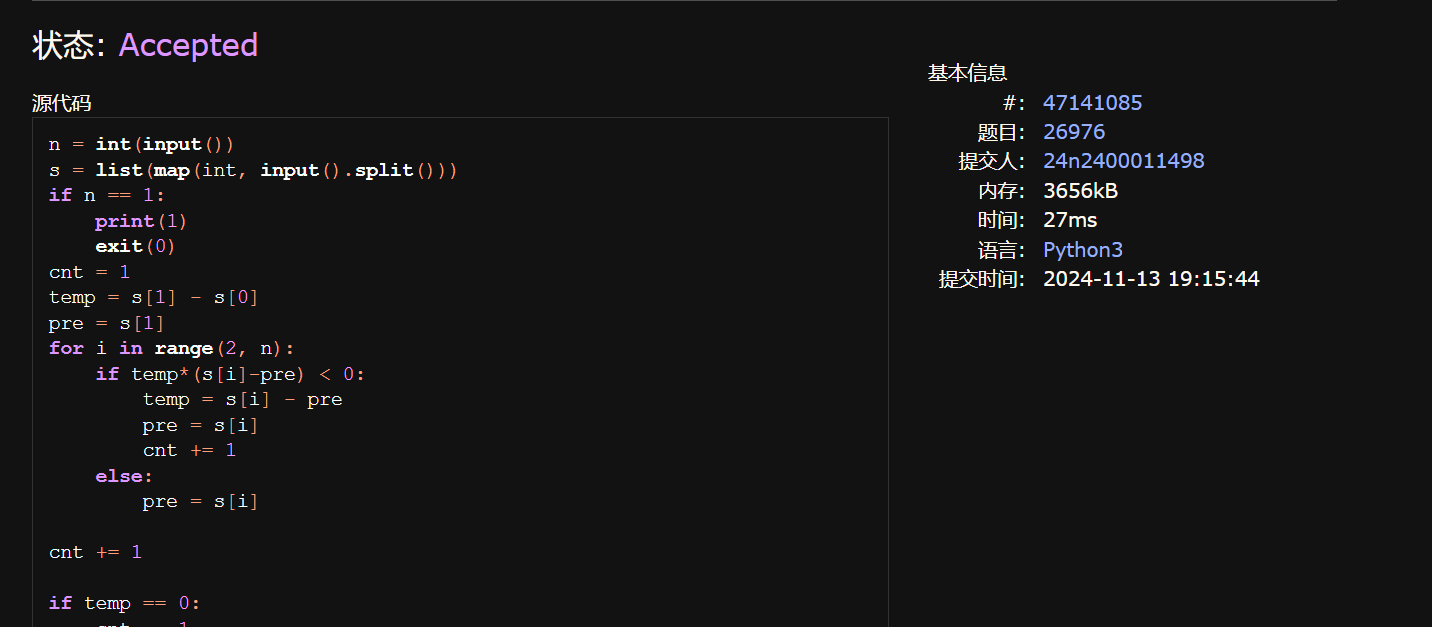 状态: Accepted
源代码
n = int(input())
s = list(map(int, input().split()))
if n == 1:
    print(1)
    exit(0)
cnt = 1
temp = s[1] - s[0]
pre = s[1]
for i in range(2, n):
    if temp*(s[i]-pre) < 0:
        temp = s[i] - pre
        pre = s[i]
        cnt += 1
    else:
        pre = s[i]
cnt += 1
if temp == 0:
基本信息
#: 47141085
题目: 26976
提交人: 24n2400011498
内存: 3656kB
时间: 27ms
语言: Python3
提交时间: 2024-11-13 19:15:44